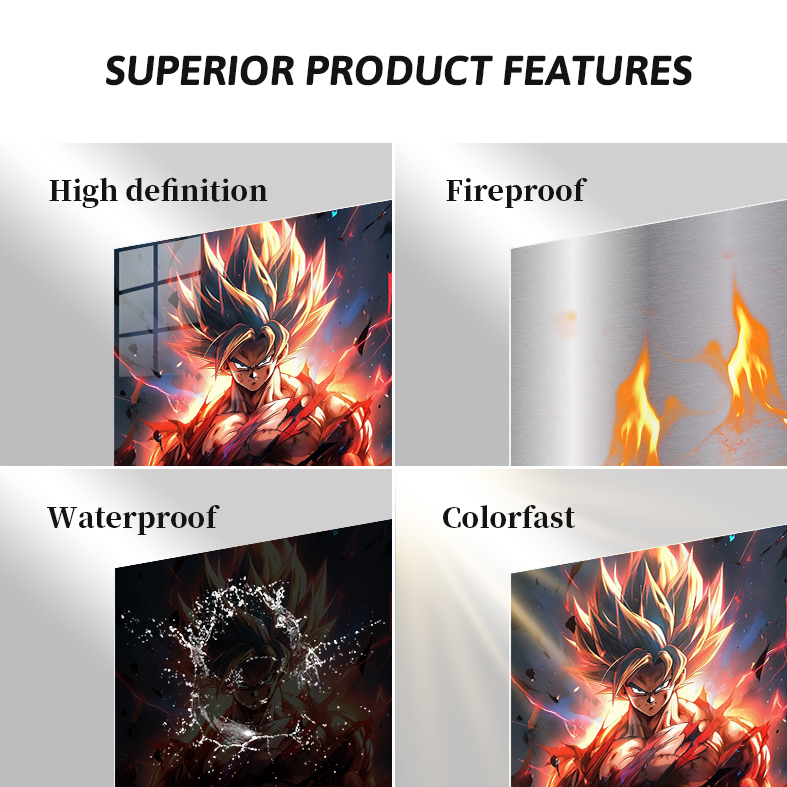 SUPERIOR PRODUCT FEATURES
High definition
Fireproof
Waterproof
Colorfast